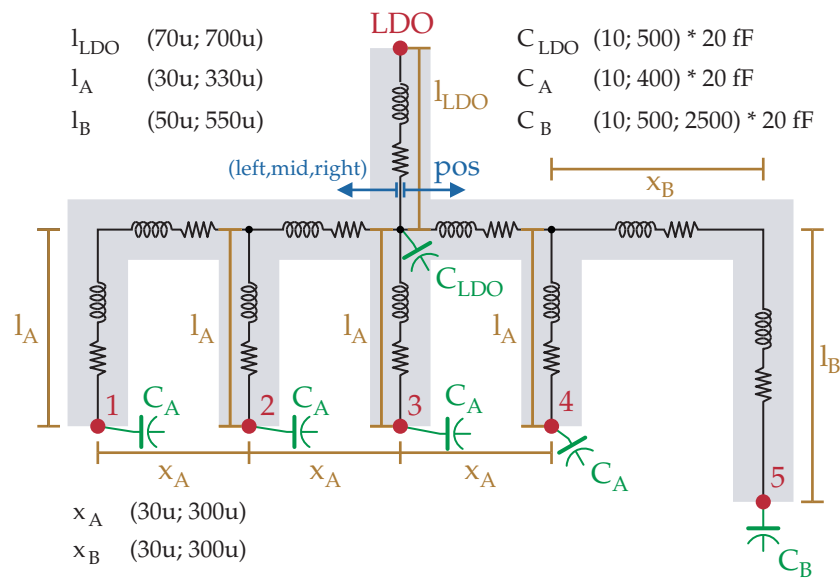 LDO
l_LDO (70u; 700u)
l_A (30u; 330u)
l_B (50u; 550u)
C_LDO (10; 500) * 20 fF
C_A (10; 400) * 20 fF
C_B (10; 500; 2500) * 20 fF
l_LDO
(left,mid,right)
pos
x_B
C_LDO
l_A
l_A
l_A
l_A
l_B
1
C_A
2
C_A
3
C_A
4
C_A
5
C_B
x_A
x_A
x_A
x_A (30u; 300u)
x_B (30u; 300u)